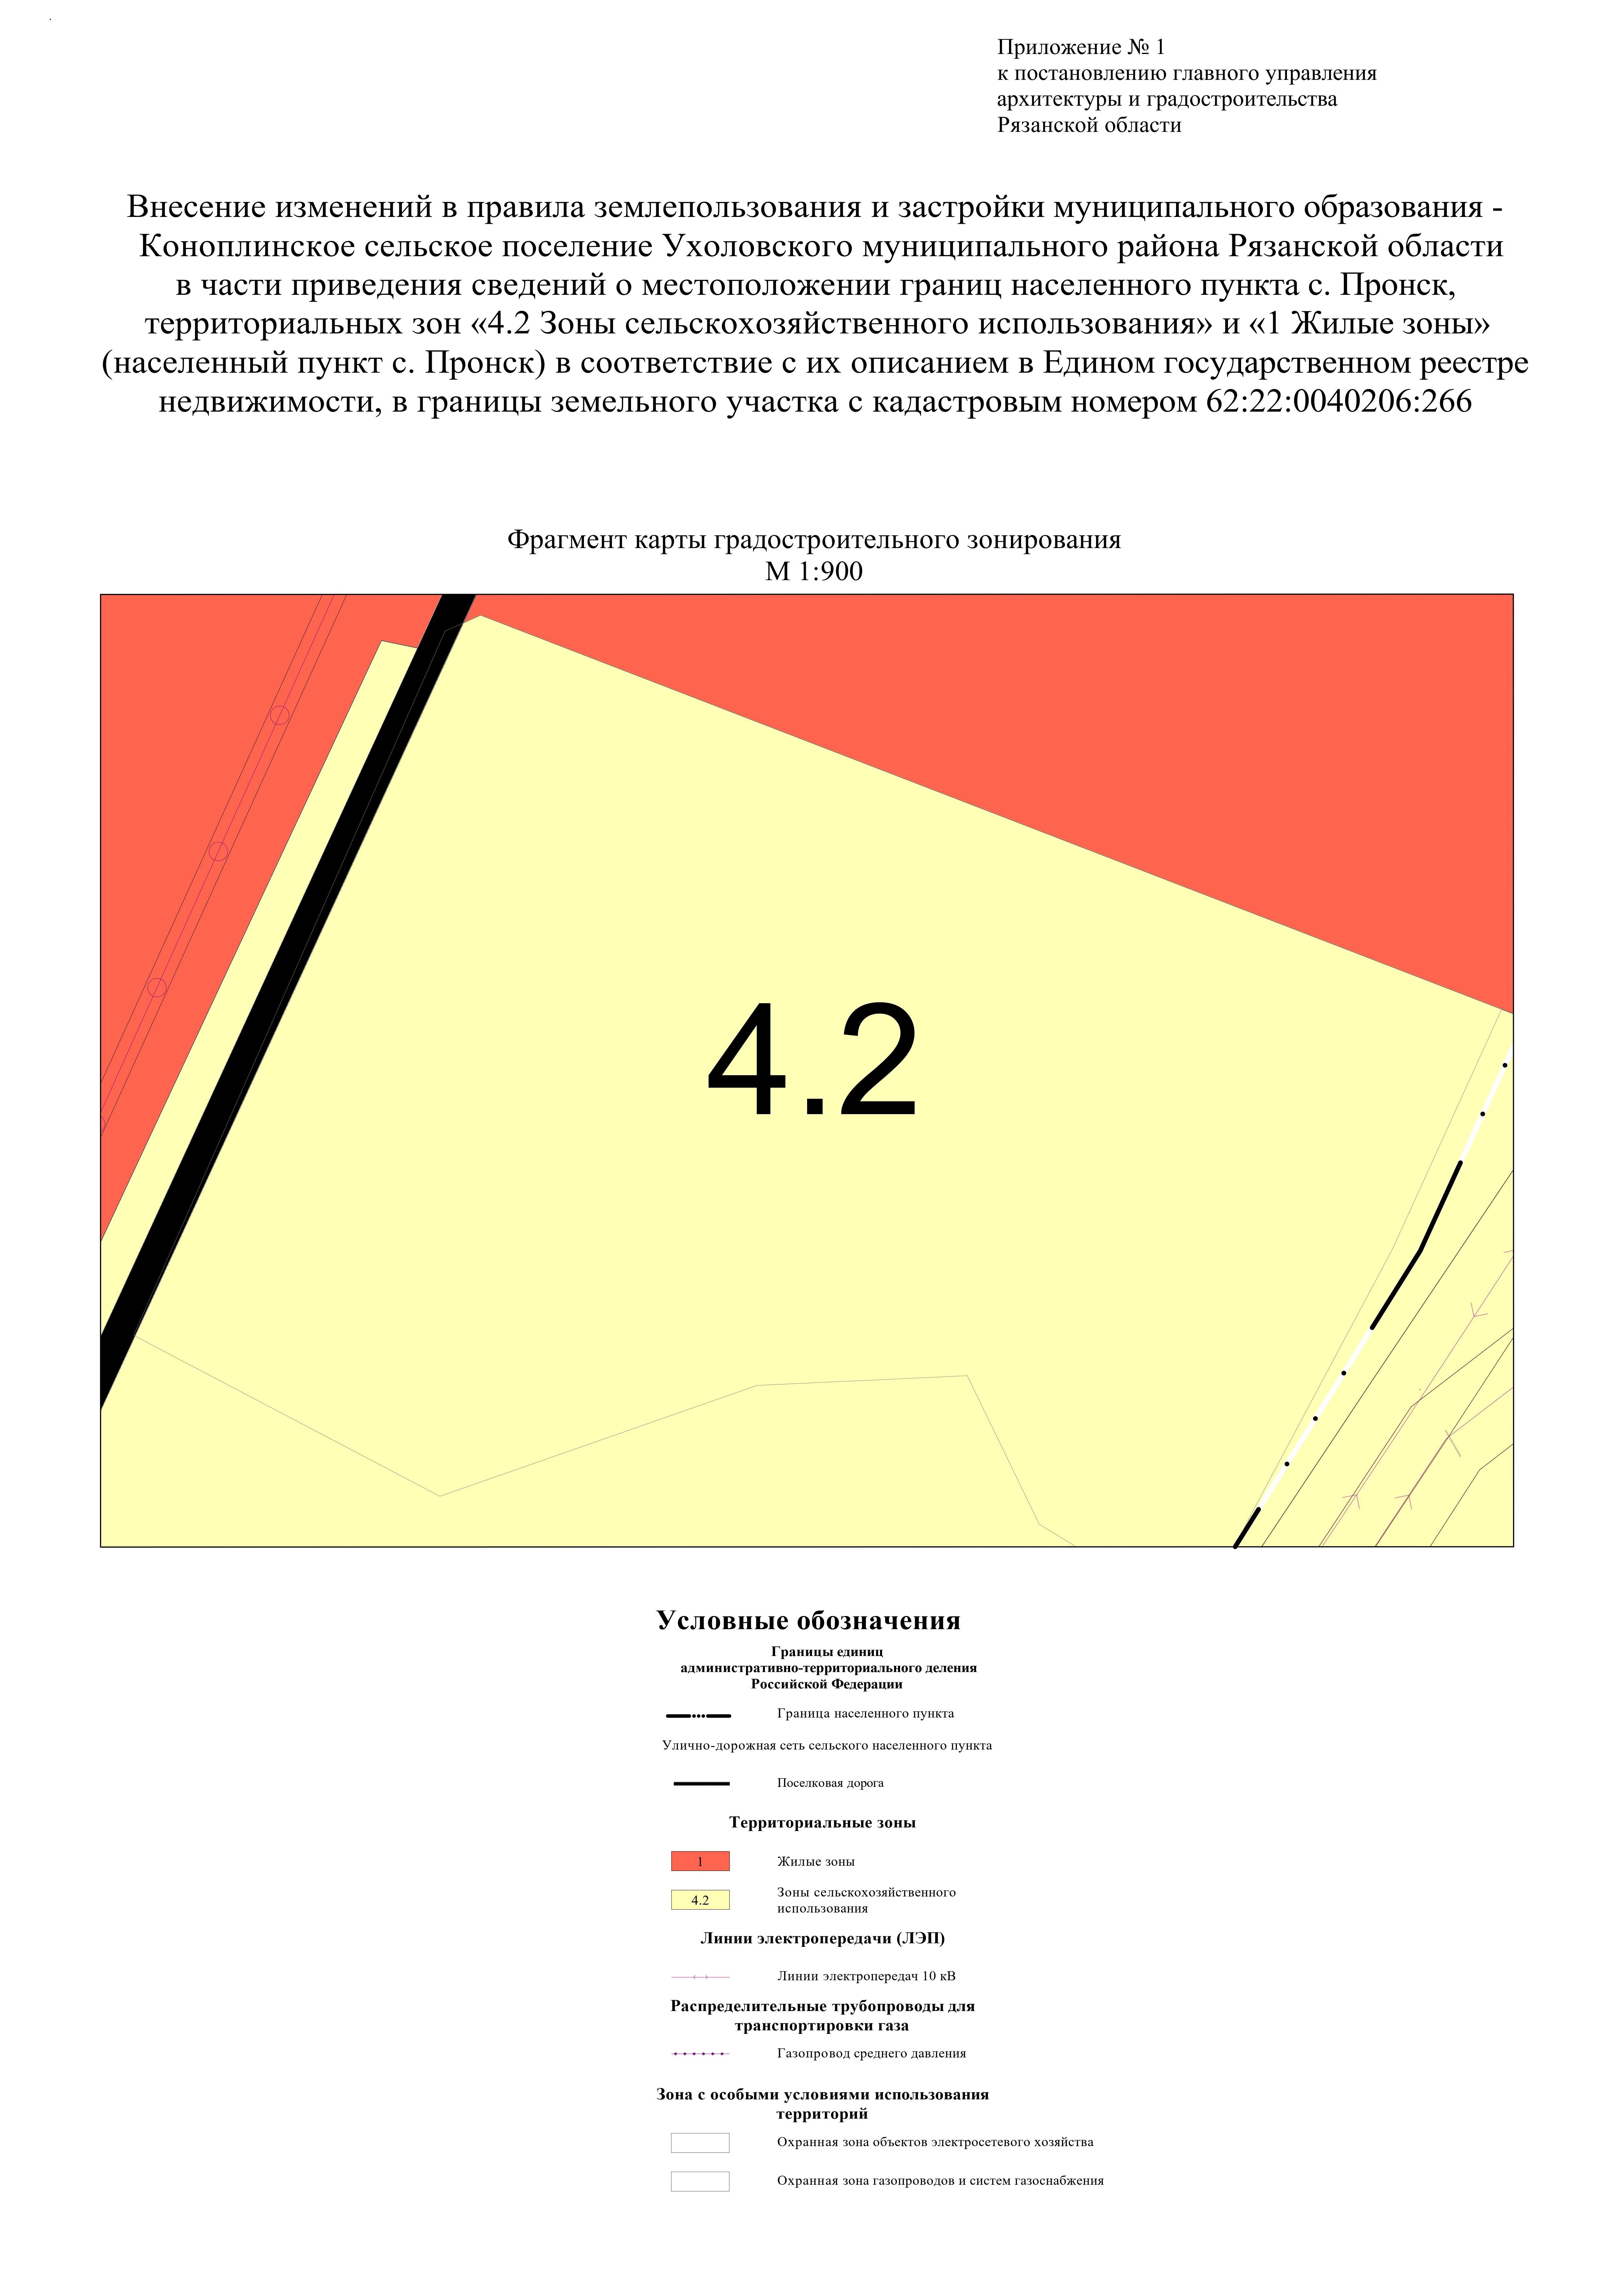 Приложение № 1
к постановлению главного управления
архитектуры и градостроительства
Рязанской области
Внесение изменений в правила землепользования и застройки муниципального образования -
Коноплинское сельское поселение Ухоловского муниципального района Рязанской области
в части приведения сведений о местоположении границ населенного пункта с. Пронск,
территориальных зон «4.2 Зоны сельскохозяйственного использования» и «1 Жилые зоны»
(населенный пункт с. Пронск) в соответствие с их описанием в Едином государственном реестре
недвижимости, в границы земельного участка с кадастровым номером 62:22:0040206:266
Фрагмент карты градостроительного зонирования
М 1:900
4.2
Условные обозначения
Границы единиц
административно-территориального деления
Российской Федерации
Граница населенного пункта
Улично-дорожная сеть сельского населенного пункта
Поселковая дорога
Территориальные зоны
1 Жилые зоны
4.2 Зоны сельскохозяйственного
использования
Линии электропередачи (ЛЭП)
Линии электропередач 10 кВ
Распределительные трубопроводы для
транспортировки газа
Газопровод среднего давления
Зона с особыми условиями использования
территорий
Охранная зона объектов электросетевого хозяйства
Охранная зона газопроводов и систем газоснабжения